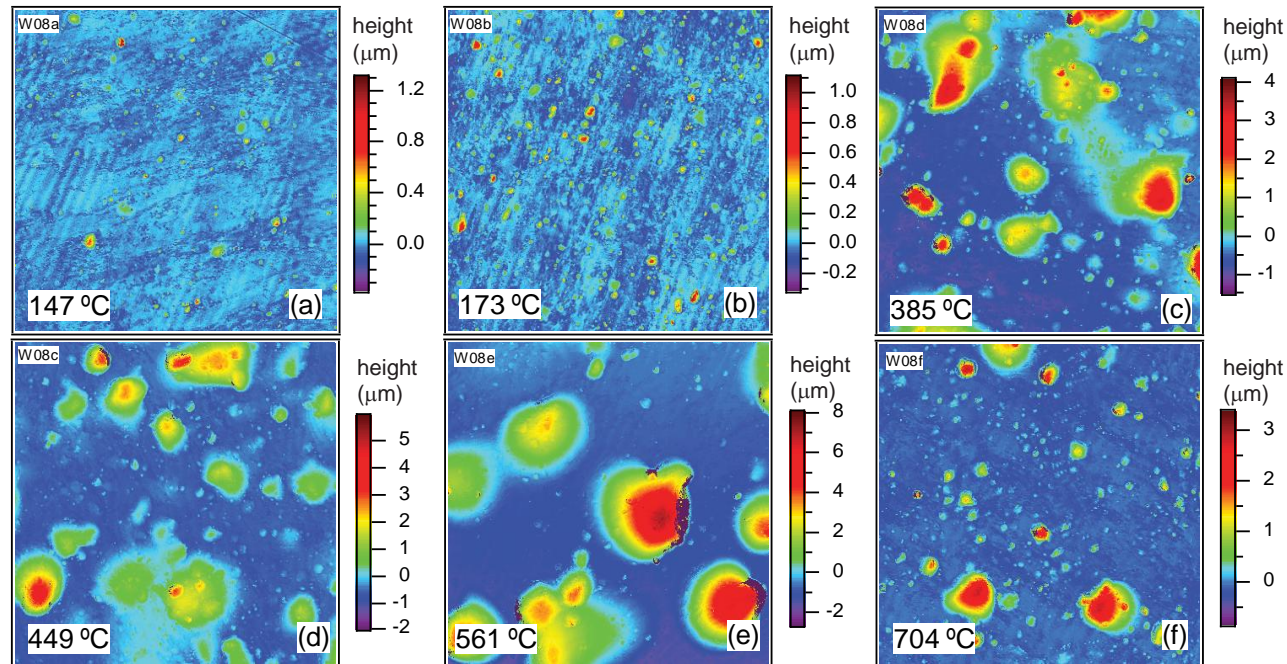 W08a
height
(μm)
1.2
0.8
0.4
0.0
147 ºC
(a)
W08b
height
(μm)
1.0
0.8
0.6
0.4
0.2
0.0
-0.2
173 ºC
(b)
W08d
height
(μm)
4
3
2
1
0
-1
385 ºC
(c)
W08c
height
(μm)
5
4
3
2
1
0
-1
-2
449 ºC
(d)
W08e
height
(μm)
8
6
4
2
0
-2
561 ºC
(e)
W08f
height
(μm)
3
2
1
0
704 ºC
(f)